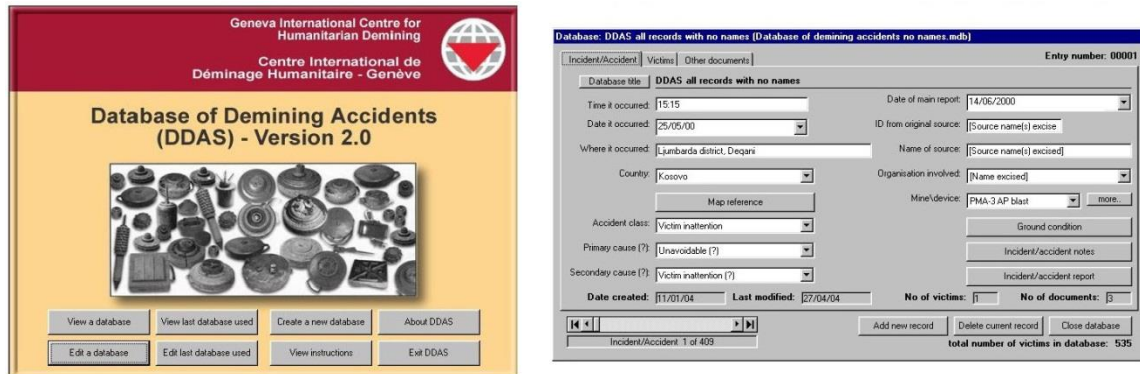 Geneva International Centre for
Humanitarian Demining
Centre International de
Déminage Humanitaire - Genève
Database of Demining Accidents
(DDAS) - Version 2.0
View a database
View last database used
Create a new database
About DDAS
Edit a database
Edit last database used
View instructions
Exit DDAS
Database: DDAS all records with no names (Database of demining accidents no names.mdb)
Incident/Accident Victims Other documents Entry number: 00001
Database title DDAS all records with no names
Time it occurred: 15:15
Date of main report: 14/06/2000
Date it occurred: 25/05/00
ID from original source: [Source name(s) excise
Where it occurred: Ljumbarda district, Deqani
Name of source: [Source name(s) excised]
Country: Kosovo
Organisation involved: [Name excised]
Map reference
Mine\device: PMA-3 AP blast more..
Accident class: Victim inattention
Ground condition
Primary cause (?): Unavoidable (?)
Incident/accident notes
Secondary cause (?): Victim inattention (?)
Incident/accident report
Date created: 11/01/04 Last modified: 27/04/04 No of victims: 1 No of documents: 3
Incident/Accident 1 of 409
Add new record Delete current record Close database
total number of victims in database: 535